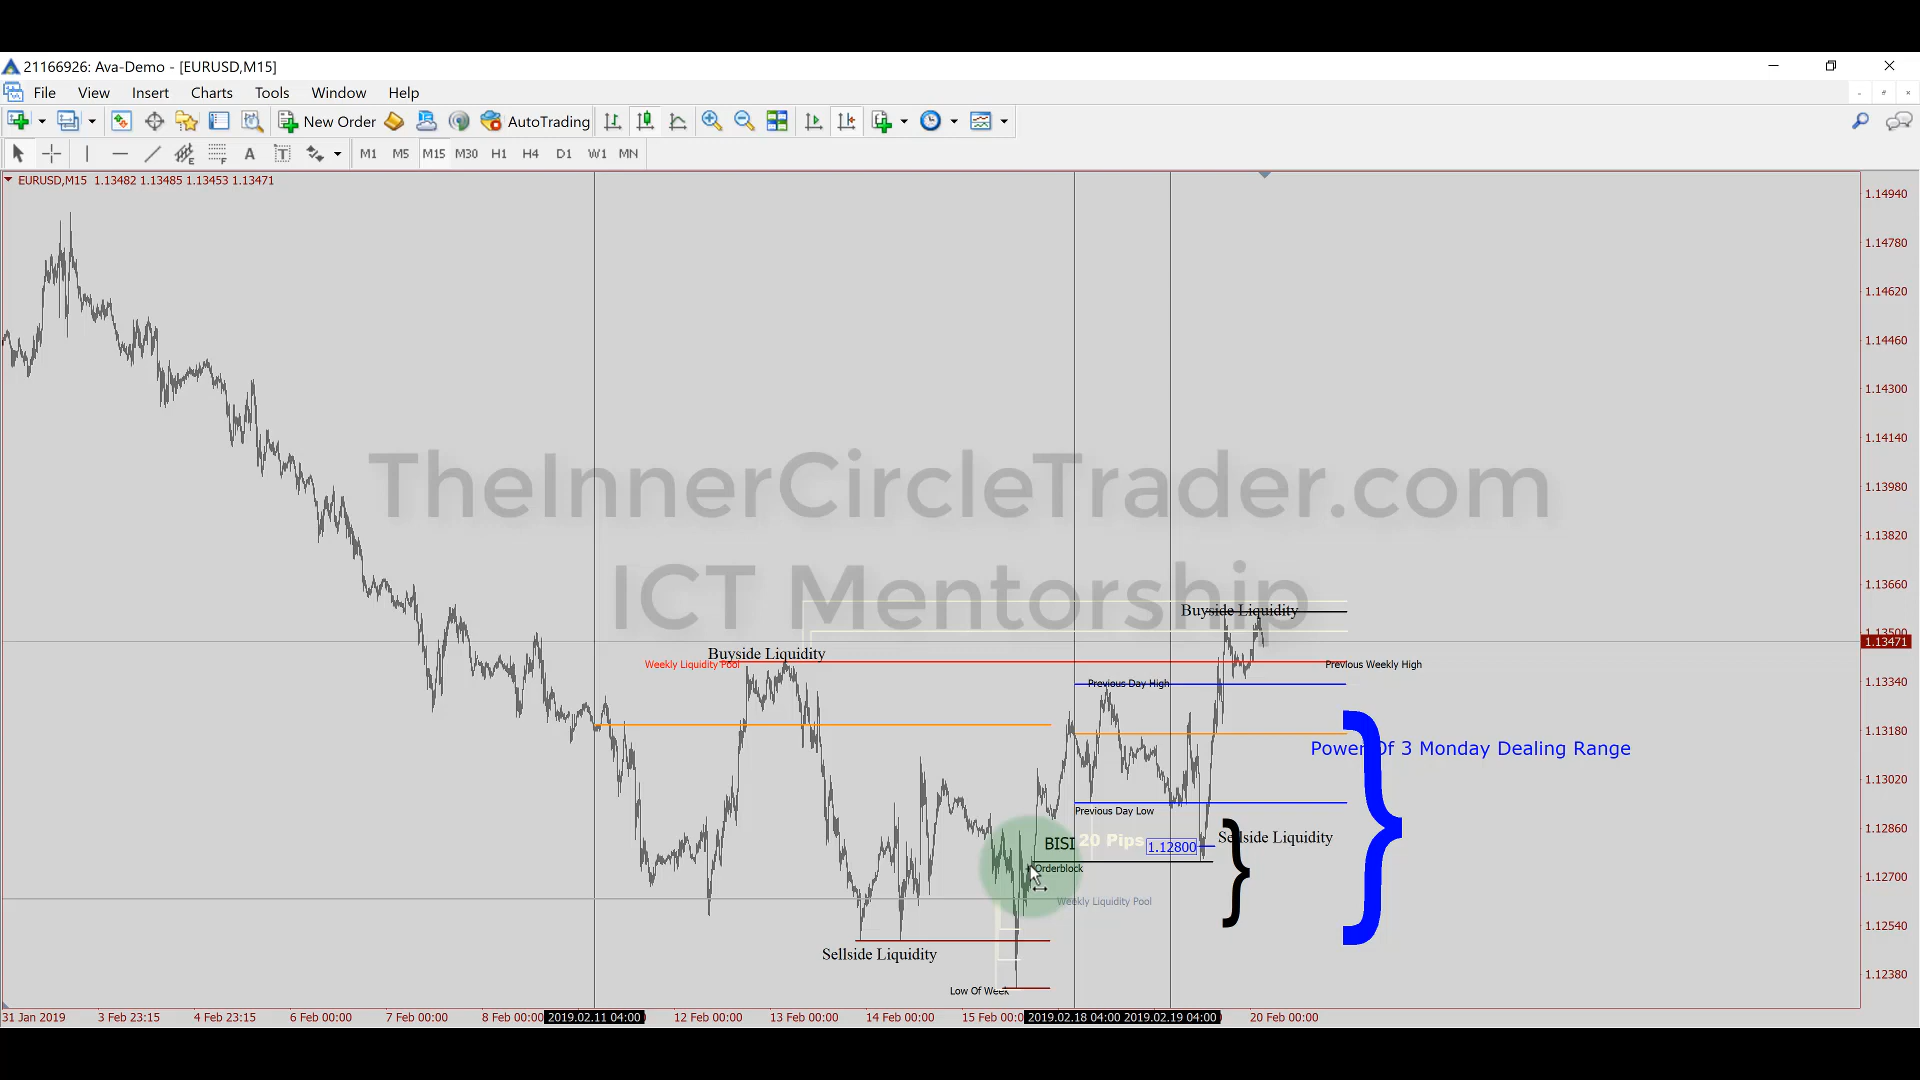 21166926: Ava-Demo - [EURUSD,M15]
File View Insert Charts Tools Window Help
New Order AutoTrading
A T M1 M5 M15 M30 H1 H4 D1 W1 MN
EURUSD,M15 1.13482 1.13485 1.13453 1.13471
1.14940
1.14780
1.14620
1.14460
1.14300
1.14140
TheInnerCircleTrader.com
1.13980
1.13820
ICT Mentorship
1.13660
Buyside Liquidity
1.13500
1.13471
Buyside Liquidity
Weekly Liquidity Pool
Previous Weekly High
Previous Day High
1.13340
1.13180
Power Of 3 Monday Dealing Range
1.13020
Previous Day Low
1.12860
BISI 20 Pips 1.12800 Sellside Liquidity
Orderblock
1.12700
Weekly Liquidity Pool
1.12540
Sellside Liquidity
1.12380
Low Of Week
31 Jan 2019 3 Feb 23:15 4 Feb 23:15 6 Feb 00:00 7 Feb 00:00 8 Feb 00:00 2019.02.11 04:00 12 Feb 00:00 13 Feb 00:00 14 Feb 00:00 15 Feb 00:0 2019.02.18 04:00 2019.02.19 04:00 20 Feb 00:00